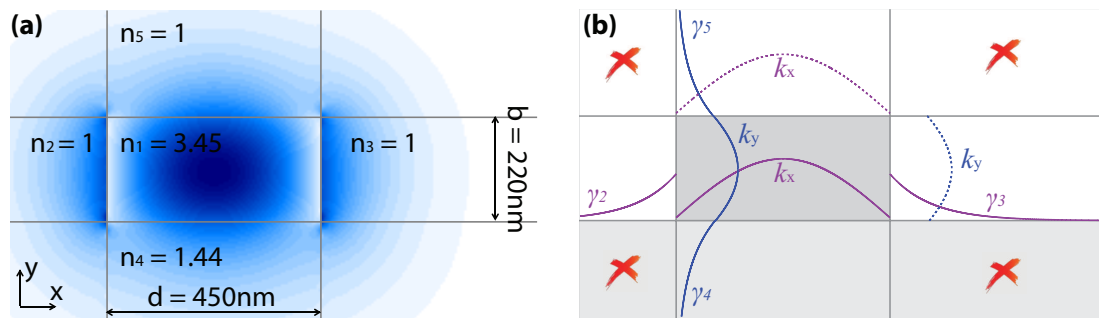 (a)
n₅ = 1
n₂ = 1
n₁ = 3.45
n₃ = 1
b = 220nm
n₄ = 1.44
y
x
d = 450nm
(b)
γ₅
kₓ
k_y
kₓ
k_y
γ₂
γ₃
γ₄